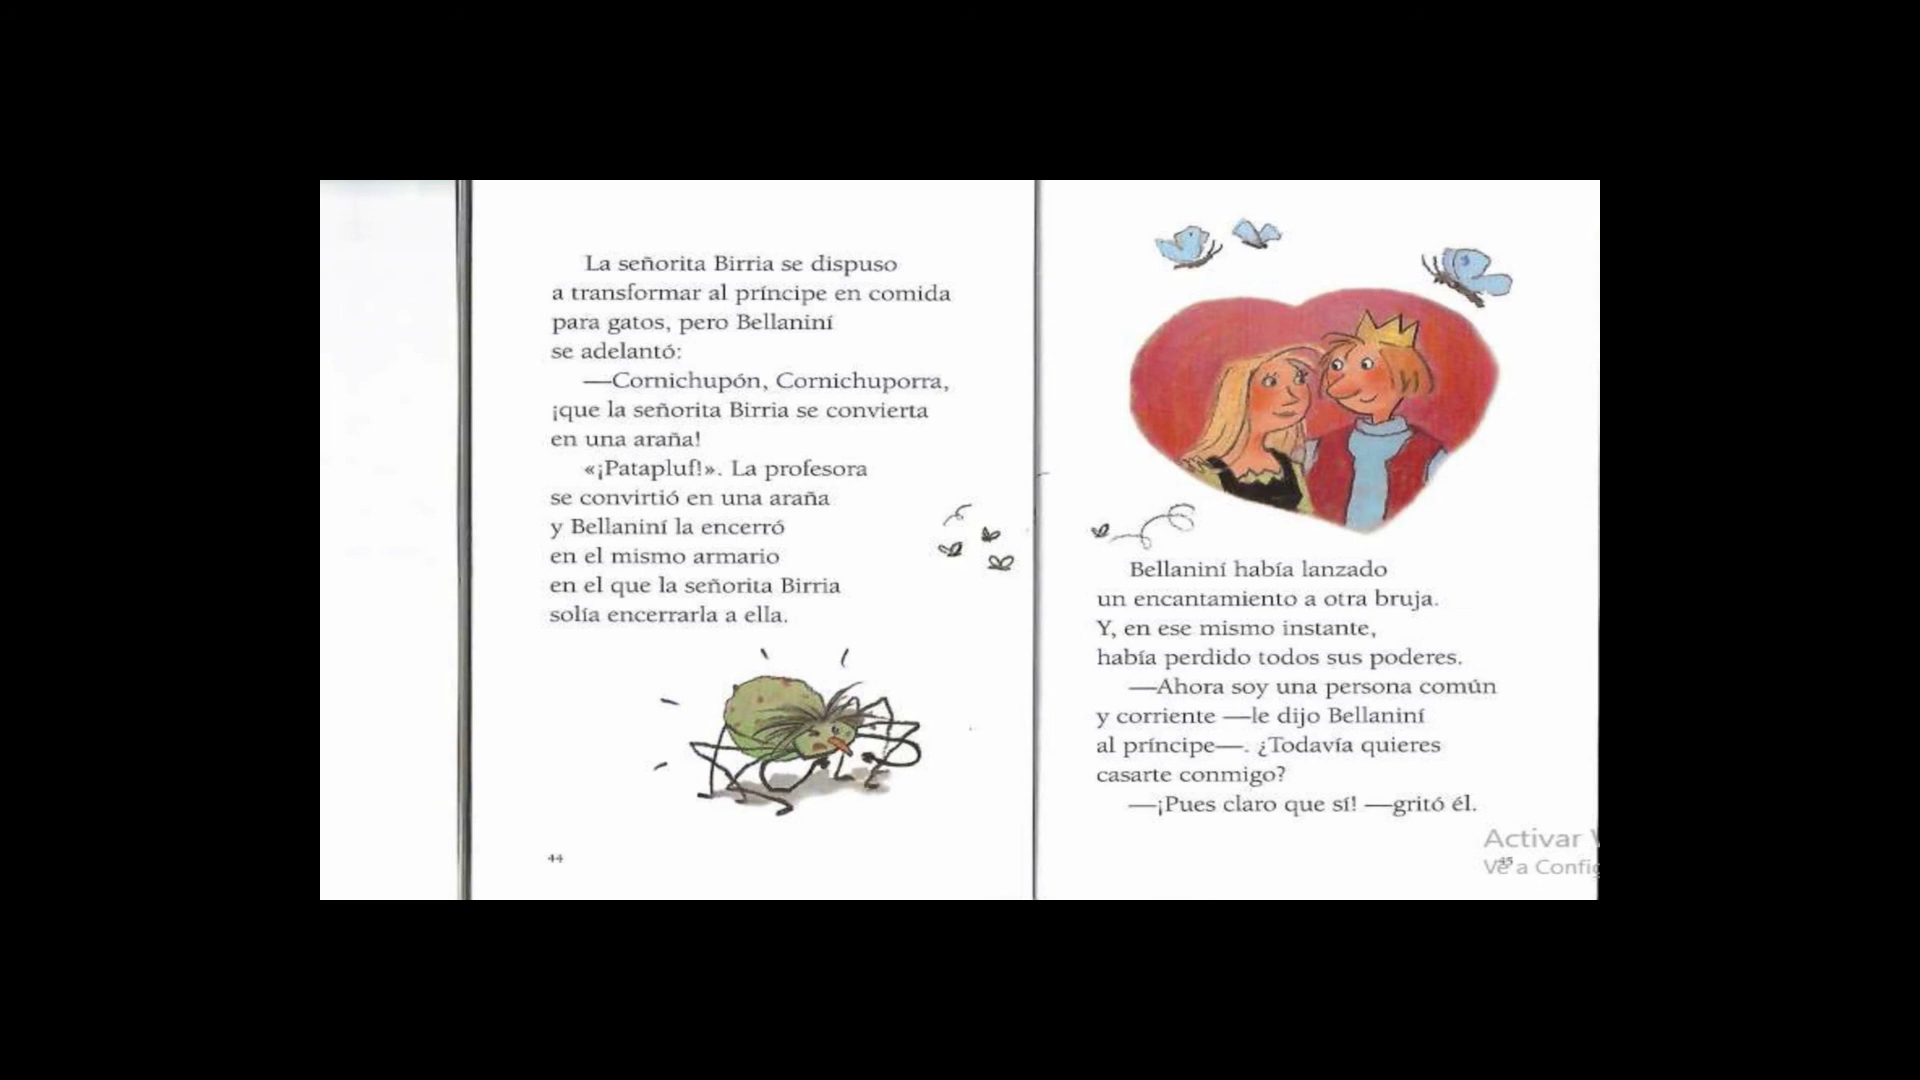 La señorita Birria se dispuso
a transformar al príncipe en comida
para gatos, pero Bellaniní
se adelantó:
—Cornichupón, Cornichuporra,
¡que la señorita Birria se convierta
en una araña!
«¡Patapluf!». La profesora
se convirtió en una araña
y Bellaniní la encerró
en el mismo armario
en el que la señorita Birria
solía encerrarla a ella.
44
Bellaniní había lanzado
un encantamiento a otra bruja.
Y, en ese mismo instante,
había perdido todos sus poderes.
—Ahora soy una persona común
y corriente —le dijo Bellaniní
al príncipe—. ¿Todavía quieres
casarte conmigo?
—¡Pues claro que sí! —gritó él.
45
Activar
Ve a Config